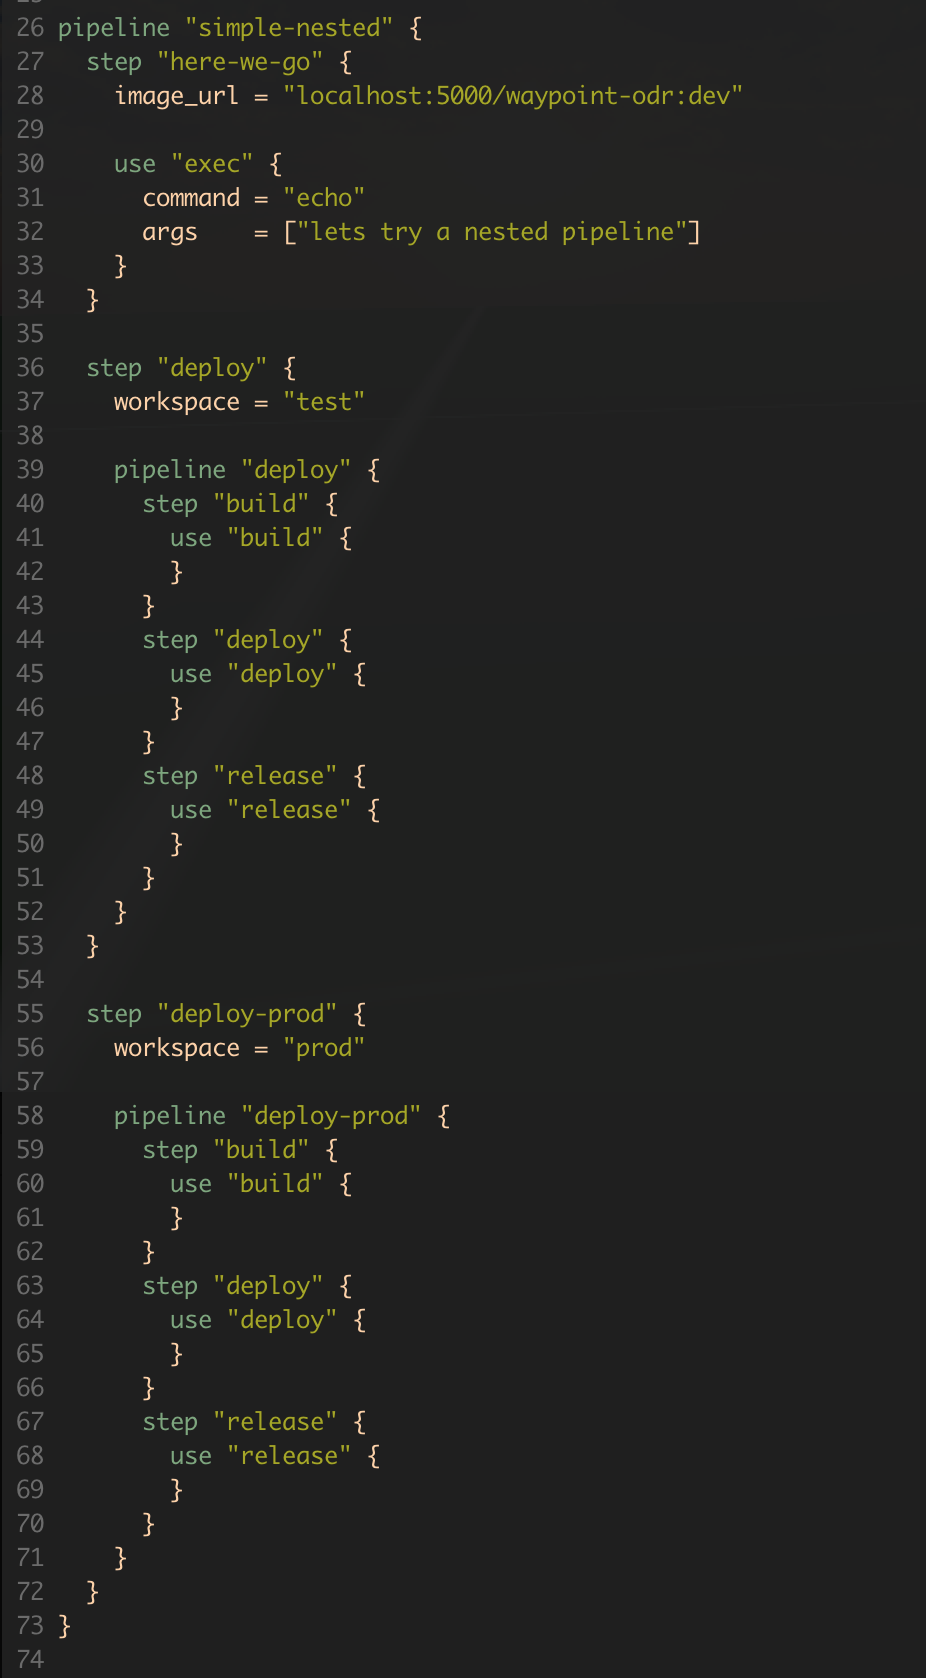 26 pipeline "simple-nested" {
27   step "here-we-go" {
28     image_url = "localhost:5000/waypoint-odr:dev"
29
30     use "exec" {
31       command = "echo"
32       args    = ["lets try a nested pipeline"]
33     }
34   }
35
36   step "deploy" {
37     workspace = "test"
38
39     pipeline "deploy" {
40       step "build" {
41         use "build" {
42         }
43       }
44       step "deploy" {
45         use "deploy" {
46         }
47       }
48       step "release" {
49         use "release" {
50         }
51       }
52     }
53   }
54
55   step "deploy-prod" {
56     workspace = "prod"
57
58     pipeline "deploy-prod" {
59       step "build" {
60         use "build" {
61         }
62       }
63       step "deploy" {
64         use "deploy" {
65         }
66       }
67       step "release" {
68         use "release" {
69         }
70       }
71     }
72   }
73 }
74